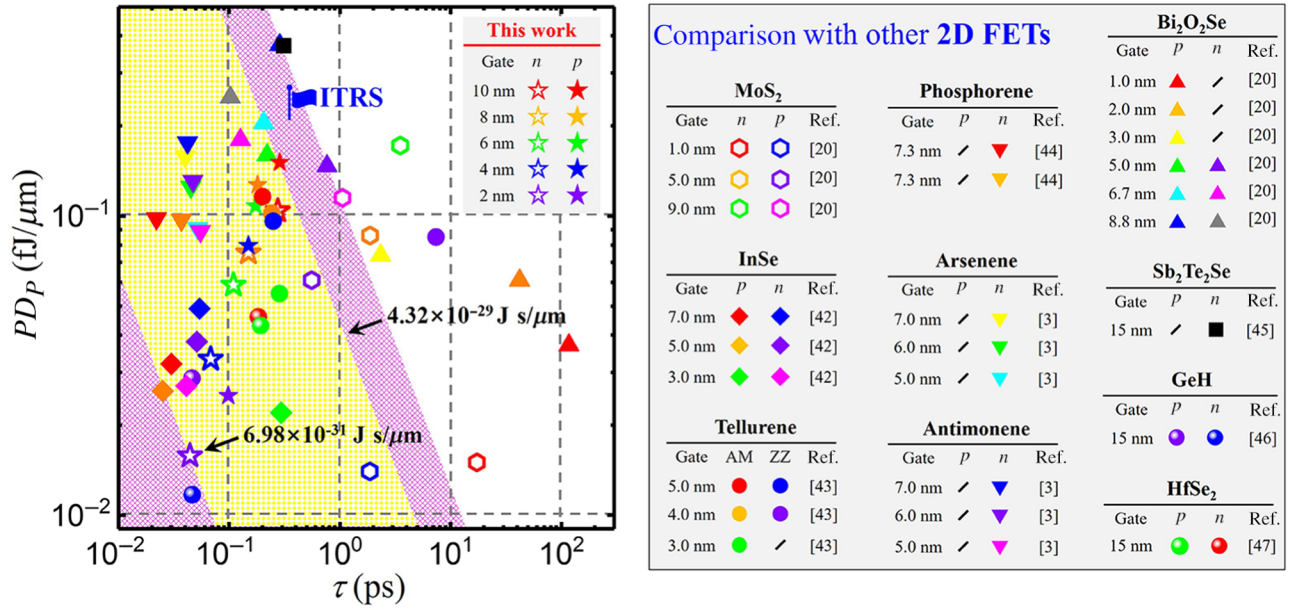 PD_P (fJ/μm)
10⁻¹
10⁻²
10⁻² 10⁻¹ 10⁰ 10¹ 10²
τ (ps)
ITRS
4.32×10⁻²⁹ J s/μm
6.98×10⁻³¹ J s/μm
This work
Gate n p
10 nm
8 nm
6 nm
4 nm
2 nm
Comparison with other 2D FETs
MoS₂
Gate n p Ref.
1.0 nm [20]
5.0 nm [20]
9.0 nm [20]
InSe
Gate p n Ref.
7.0 nm [42]
5.0 nm [42]
3.0 nm [42]
Tellurene
Gate AM ZZ Ref.
5.0 nm [43]
4.0 nm [43]
3.0 nm ∕ [43]
Phosphorene
Gate p n Ref.
7.3 nm ∕ [44]
7.3 nm ∕ [44]
Arsenene
Gate p n Ref.
7.0 nm ∕ [3]
6.0 nm ∕ [3]
5.0 nm ∕ [3]
Antimonene
Gate p n Ref.
7.0 nm ∕ [3]
6.0 nm ∕ [3]
5.0 nm ∕ [3]
Bi₂O₂Se
Gate p n Ref.
1.0 nm ∕ [20]
2.0 nm ∕ [20]
3.0 nm ∕ [20]
5.0 nm [20]
6.7 nm [20]
8.8 nm [20]
Sb₂Te₂Se
Gate p n Ref.
15 nm ∕ [45]
GeH
Gate p n Ref.
15 nm [46]
HfSe₂
Gate p n Ref.
15 nm [47]